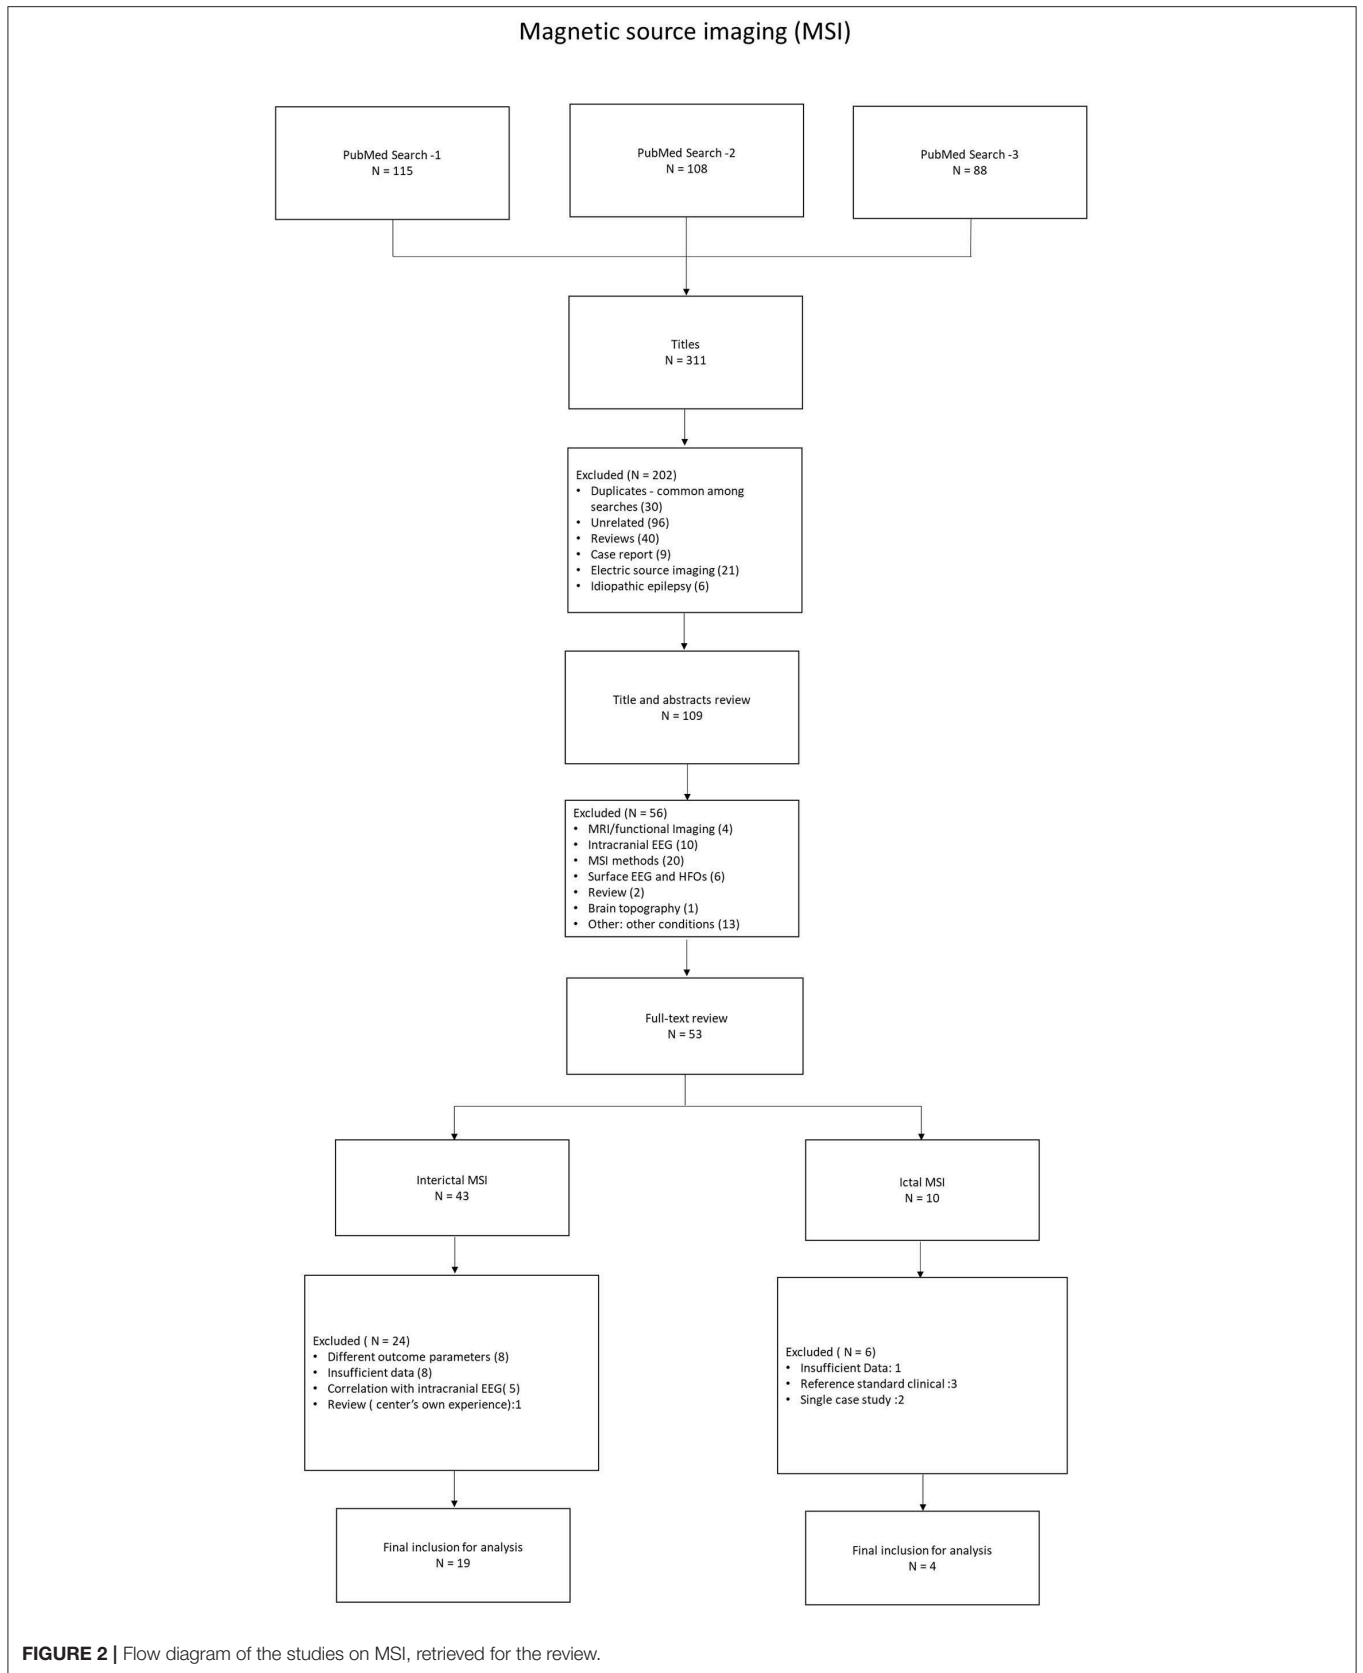 Magnetic source imaging (MSI)
PubMed Search -1
N = 115
PubMed Search -2
N = 108
PubMed Search -3
N = 88
Titles
N = 311
Excluded (N = 202)
• Duplicates - common among
searches (30)
• Unrelated (96)
• Reviews (40)
• Case report (9)
• Electric source imaging (21)
• Idiopathic epilepsy (6)
Title and abstracts review
N = 109
Excluded (N = 56)
• MRI/functional Imaging (4)
• Intracranial EEG (10)
• MSI methods (20)
• Surface EEG and HFOs (6)
• Review (2)
• Brain topography (1)
• Other: other conditions (13)
Full-text review
N = 53
Interictal MSI
N = 43
Ictal MSI
N = 10
Excluded ( N = 24)
• Different outcome parameters (8)
• Insufficient data (8)
• Correlation with intracranial EEG( 5)
• Review ( center’s own experience):1
Excluded ( N = 6)
• Insufficient Data: 1
• Reference standard clinical :3
• Single case study :2
Final inclusion for analysis
N = 19
Final inclusion for analysis
N = 4
FIGURE 2 | Flow diagram of the studies on MSI, retrieved for the review.